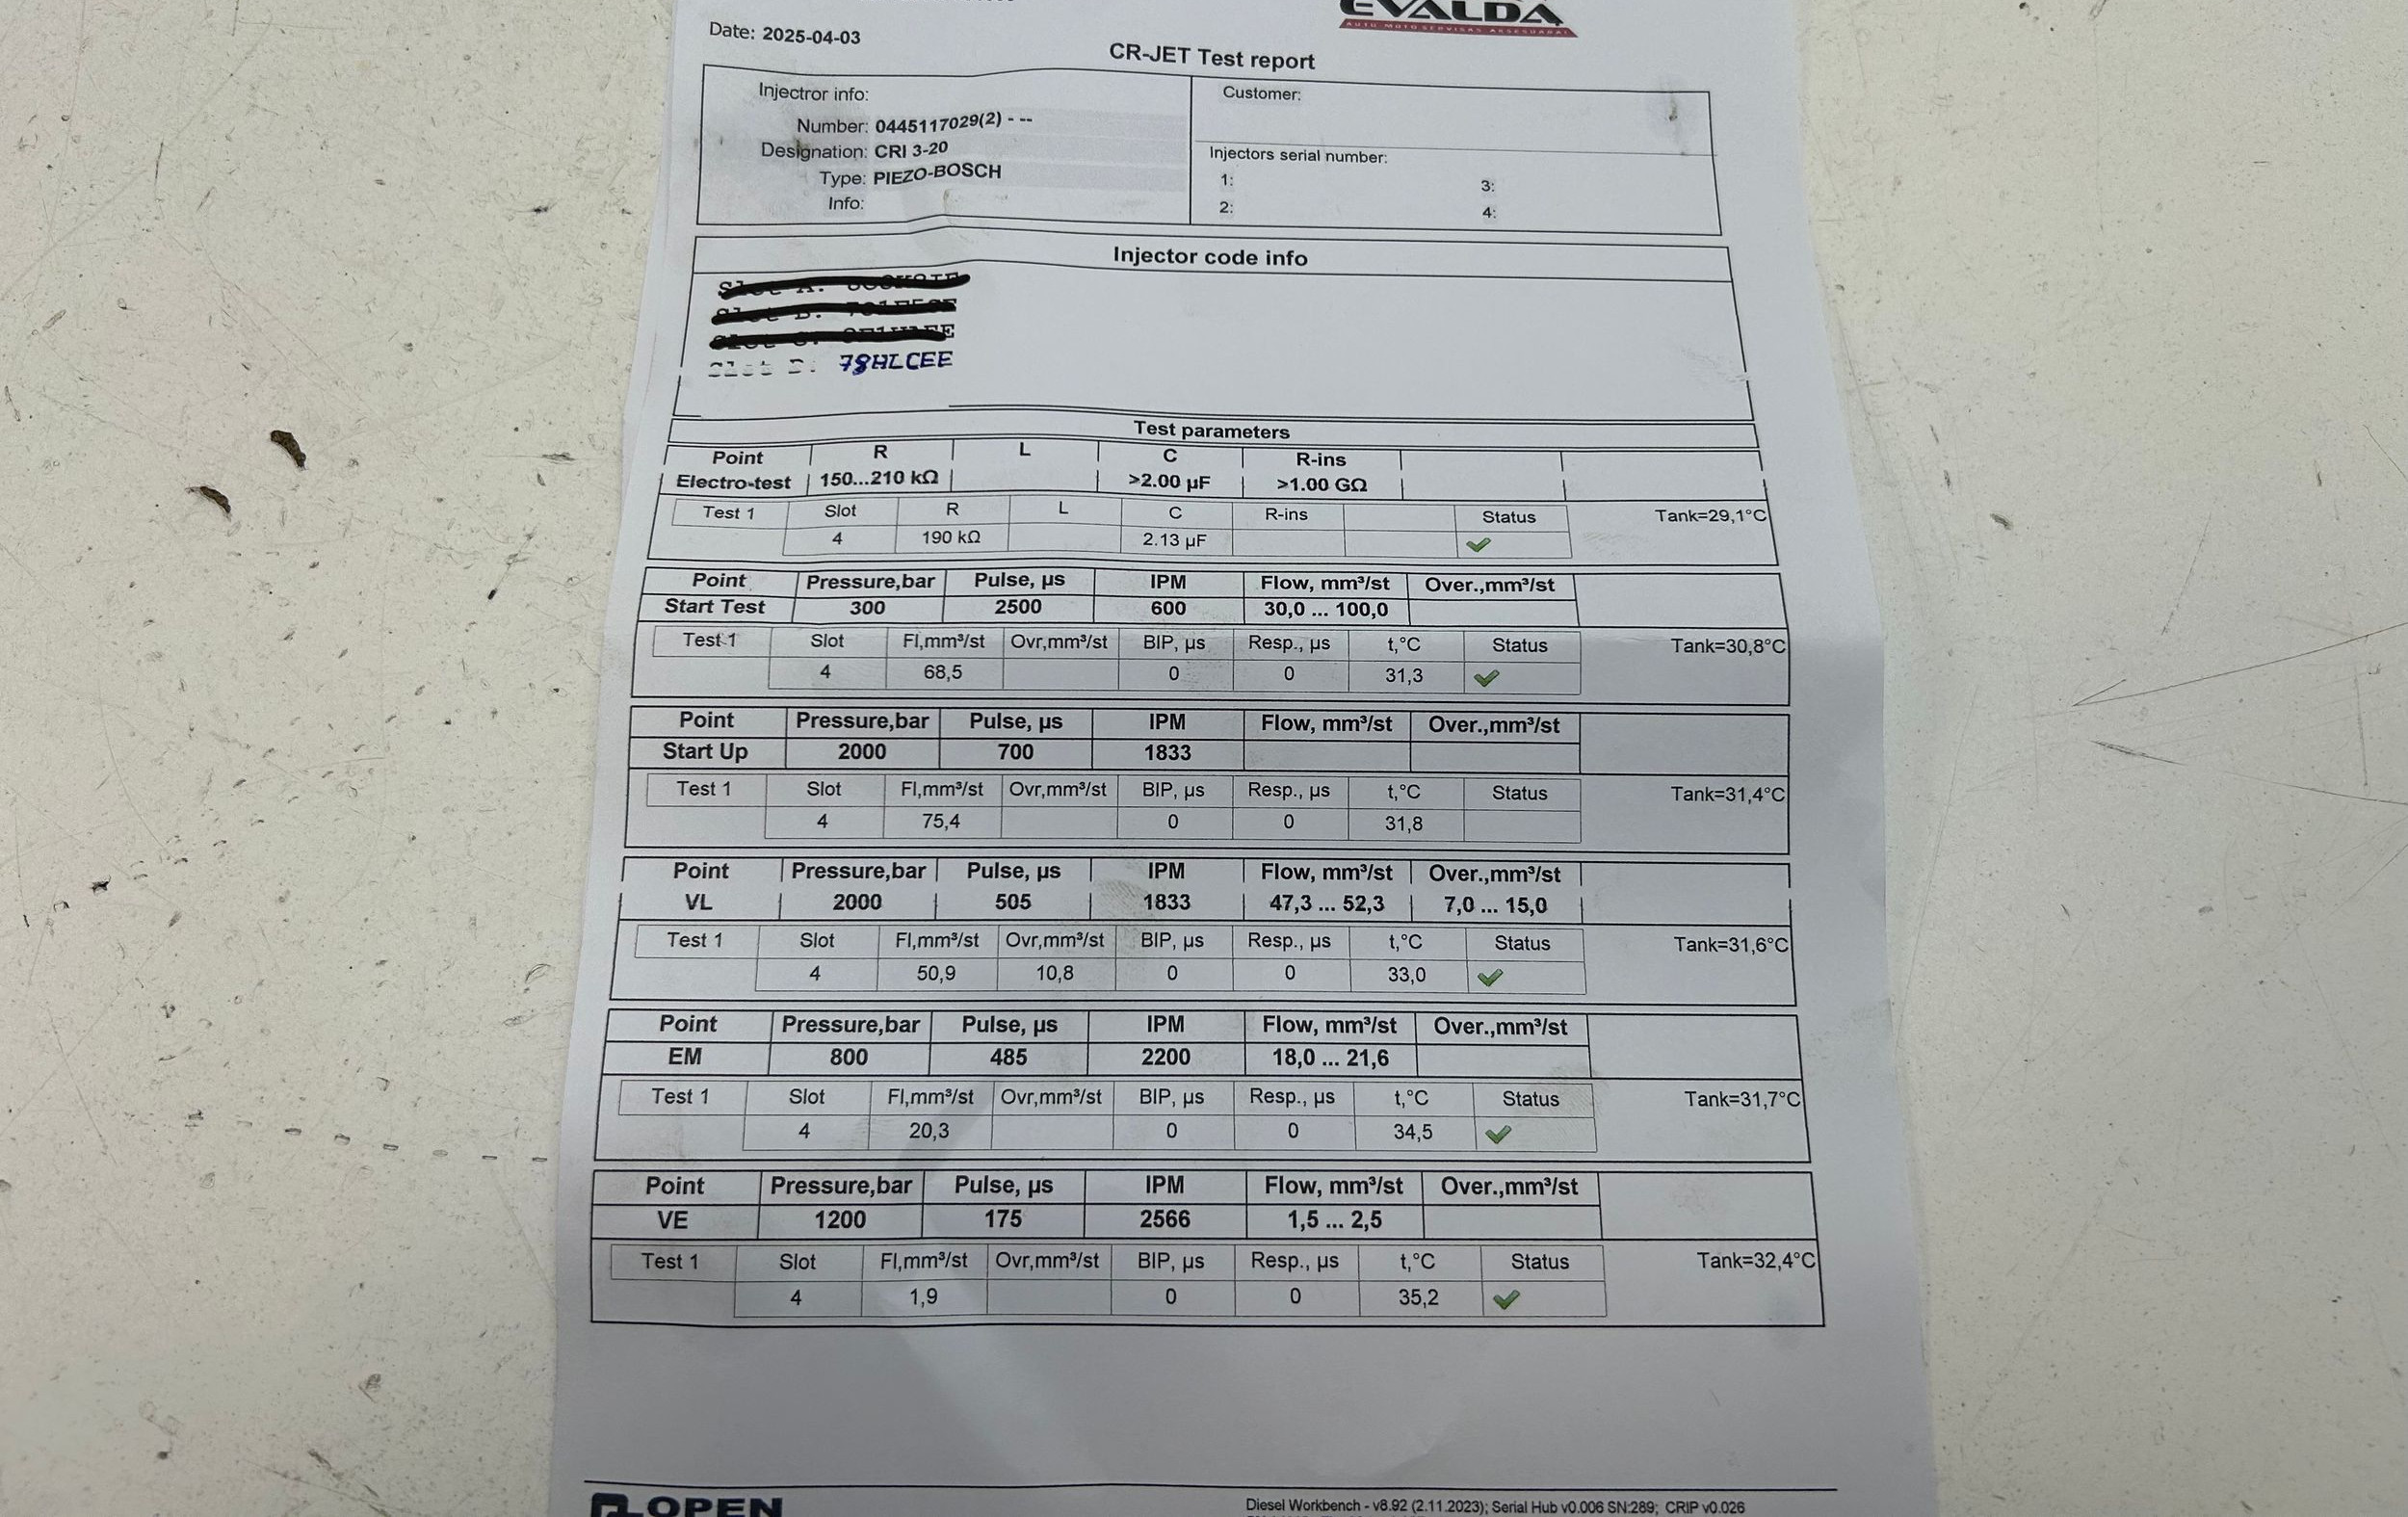 EVALDA
AUTO MOTO SERVISAS AKSESUARAI
Date: 2025-04-03
CR-JET Test report
Injectror info:
Number: 0445117029(2) - --
Designation: CRI 3-20
Type: PIEZO-BOSCH
Info:
Customer:
Injectors serial number:
1: 3:
2: 4:
Injector code info
Slot D: 78HLCEE
Test parameters
Point R L C R-ins
Electro-test 150...210 kΩ >2.00 µF >1.00 GΩ
Test 1 Slot R L C R-ins Status Tank=29,1°C
4 190 kΩ 2.13 µF
Point Pressure,bar Pulse, µs IPM Flow, mm³/st Over.,mm³/st
Start Test 300 2500 600 30,0 ... 100,0
Test 1 Slot Fl,mm³/st Ovr,mm³/st BIP, µs Resp., µs t,°C Status Tank=30,8°C
4 68,5 0 0 31,3
Point Pressure,bar Pulse, µs IPM Flow, mm³/st Over.,mm³/st
Start Up 2000 700 1833
Test 1 Slot Fl,mm³/st Ovr,mm³/st BIP, µs Resp., µs t,°C Status Tank=31,4°C
4 75,4 0 0 31,8
Point Pressure,bar Pulse, µs IPM Flow, mm³/st Over.,mm³/st
VL 2000 505 1833 47,3 ... 52,3 7,0 ... 15,0
Test 1 Slot Fl,mm³/st Ovr,mm³/st BIP, µs Resp., µs t,°C Status Tank=31,6°C
4 50,9 10,8 0 0 33,0
Point Pressure,bar Pulse, µs IPM Flow, mm³/st Over.,mm³/st
EM 800 485 2200 18,0 ... 21,6
Test 1 Slot Fl,mm³/st Ovr,mm³/st BIP, µs Resp., µs t,°C Status Tank=31,7°C
4 20,3 0 0 34,5
Point Pressure,bar Pulse, µs IPM Flow, mm³/st Over.,mm³/st
VE 1200 175 2566 1,5 ... 2,5
Test 1 Slot Fl,mm³/st Ovr,mm³/st BIP, µs Resp., µs t,°C Status Tank=32,4°C
4 1,9 0 0 35,2
OPEN
Diesel Workbench - v8.92 (2.11.2023); Serial Hub v0.006 SN:289; CRIP v0.026